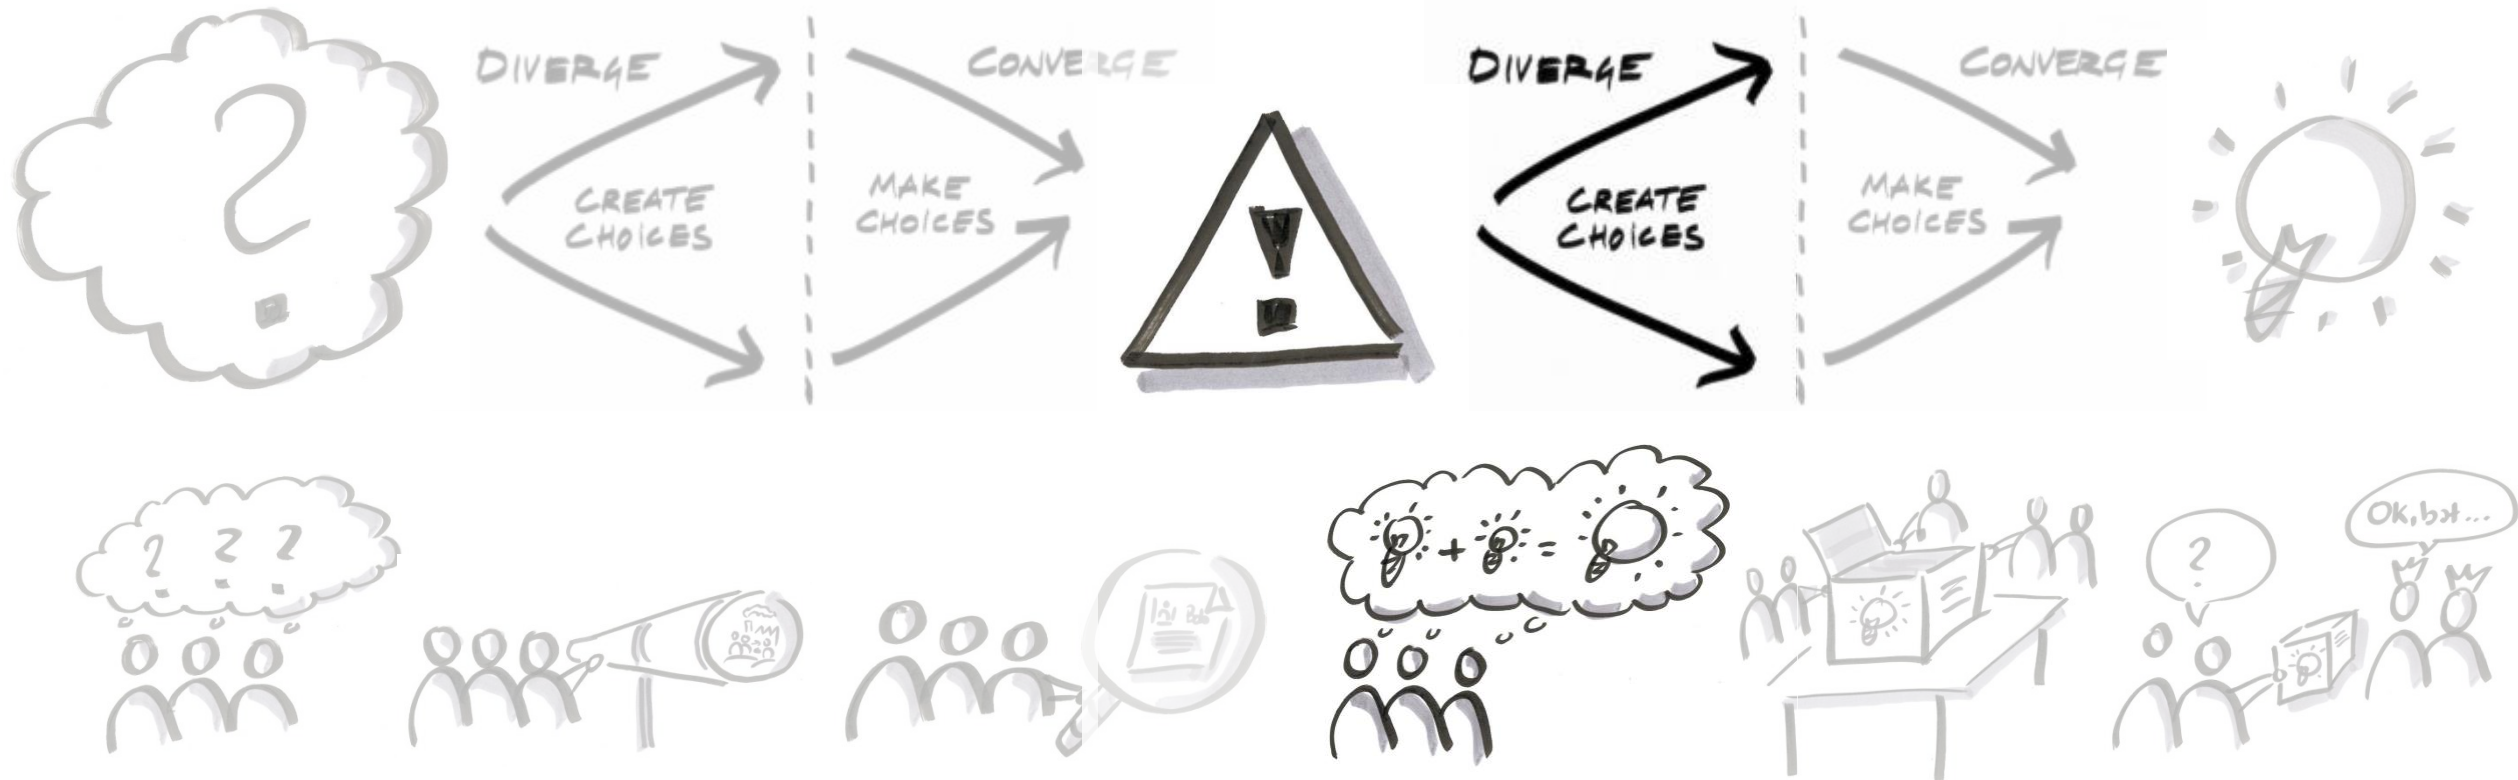 ?
DIVERGE
CREATE
CHOICES
CONVERGE
MAKE
CHOICES
!
DIVERGE
CREATE
CHOICES
CONVERGE
MAKE
CHOICES
? ? ?
+ =
?
Ok, but...